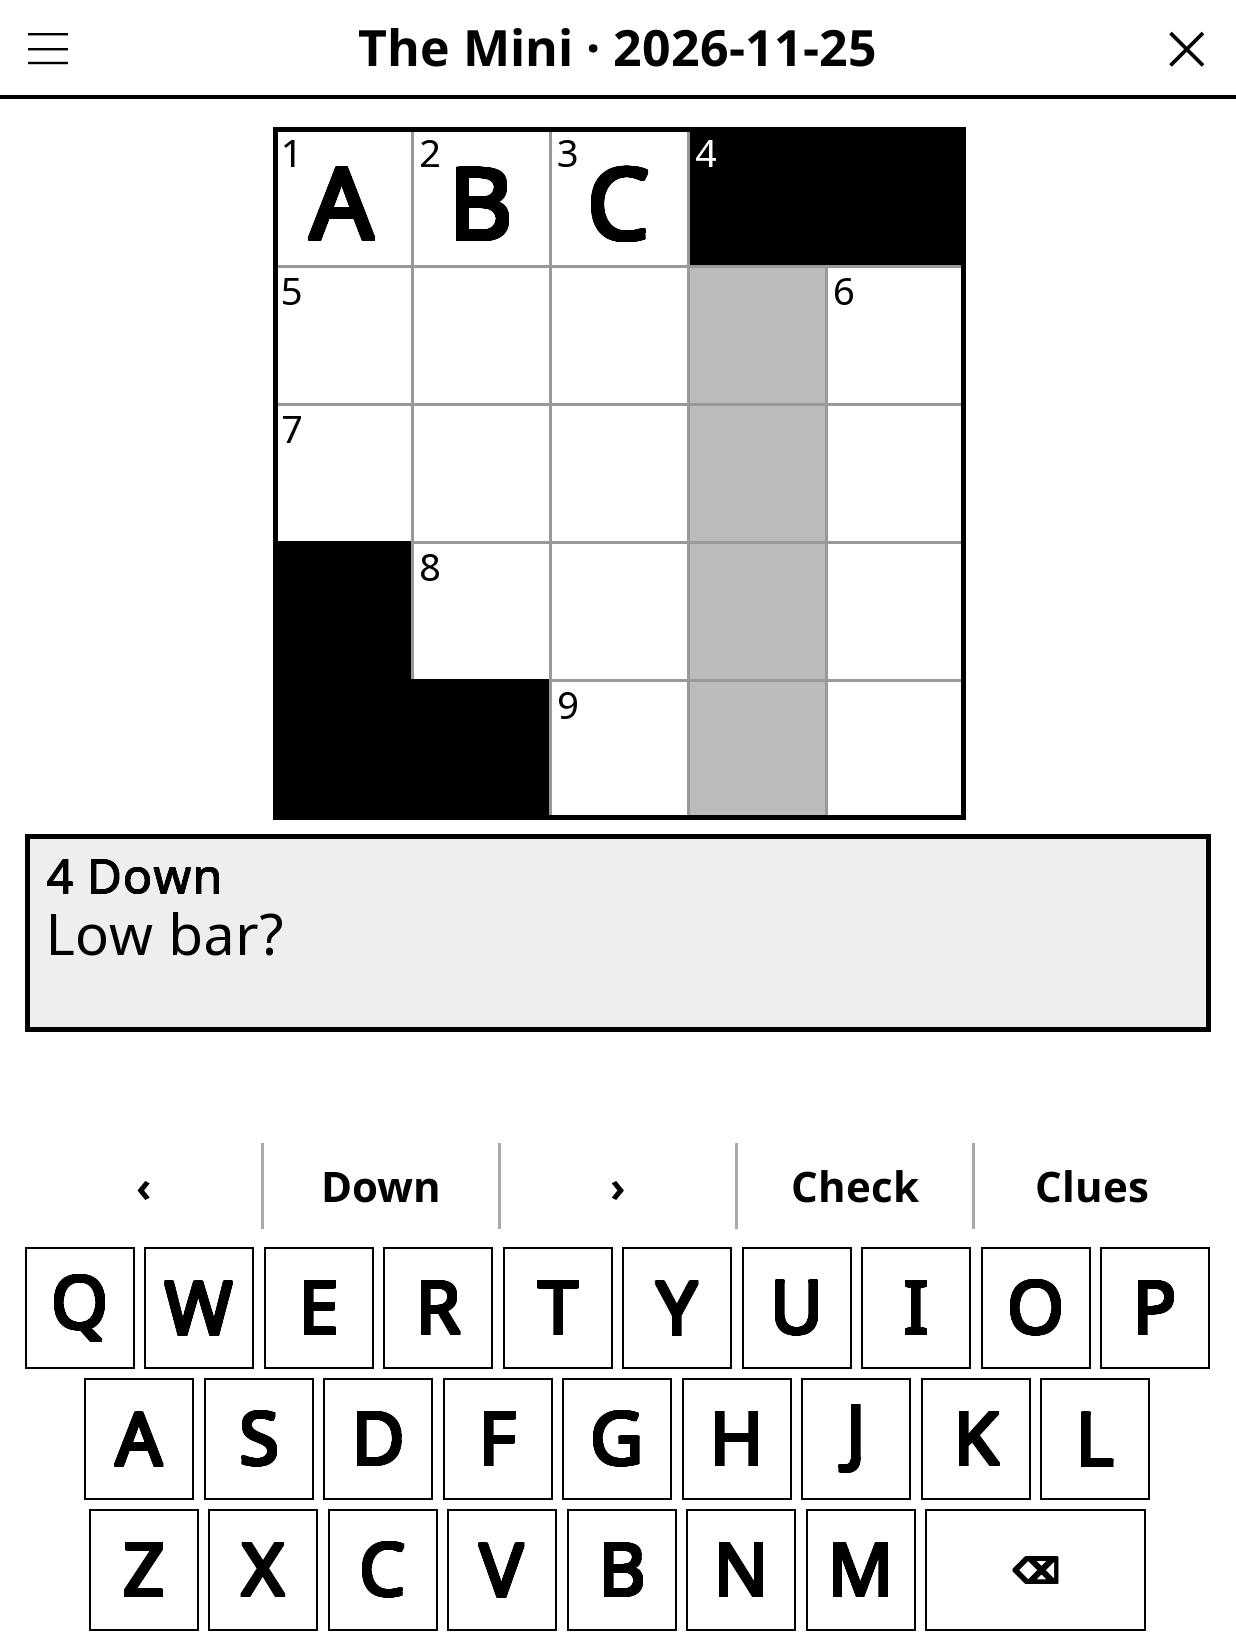 The Mini · 2026-11-25
1 A 2 B 3 C 4
5 6
7
8
9
4 Down
Low bar?
‹ Down › Check Clues
Q W E R T Y U I O P
A S D F G H J K L
Z X C V B N M ⌫